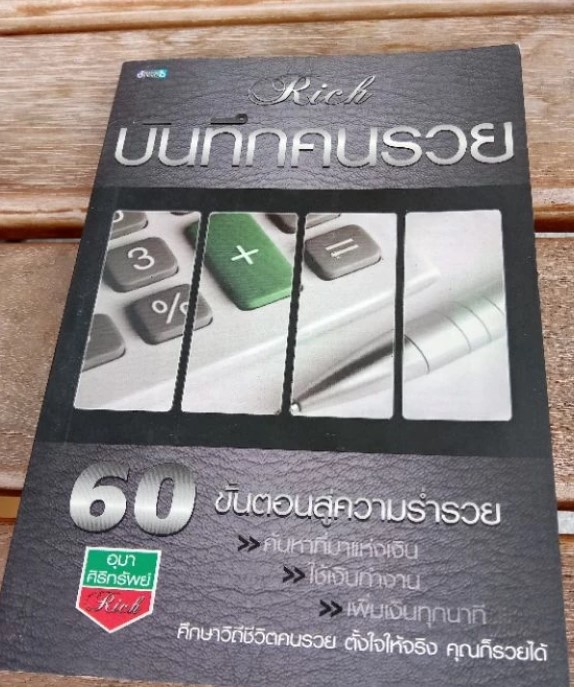 Rich
บันทึกคนรวย
3
+
=
%
60
ขั้นตอนสู่ความร่ำรวย
>> ค้นหาที่มาแห่งเงิน
>> ใช้เงินทำงาน
>> เพิ่มเงินทุกนาที
อุมา
ศิริทรัพย์
Rich
ศึกษาวิถีชีวิตคนรวย ตั้งใจให้จริง คุณก็รวยได้